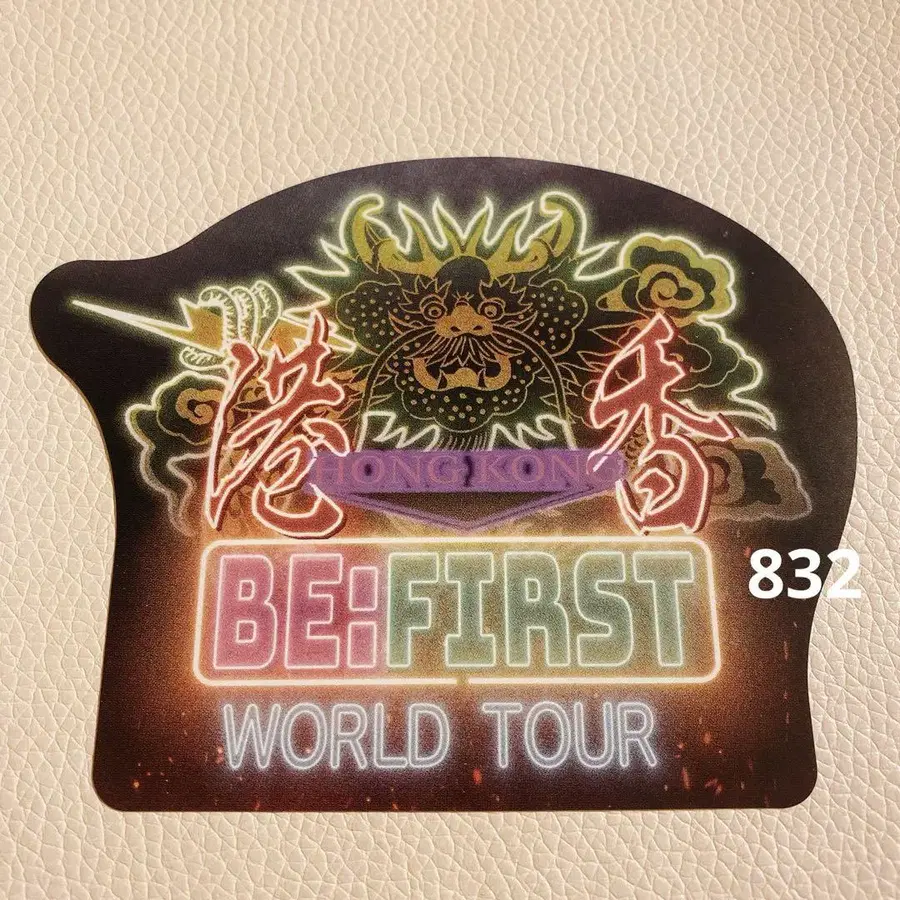 香港
HONG KONG
BE:FIRST
832
WORLD TOUR